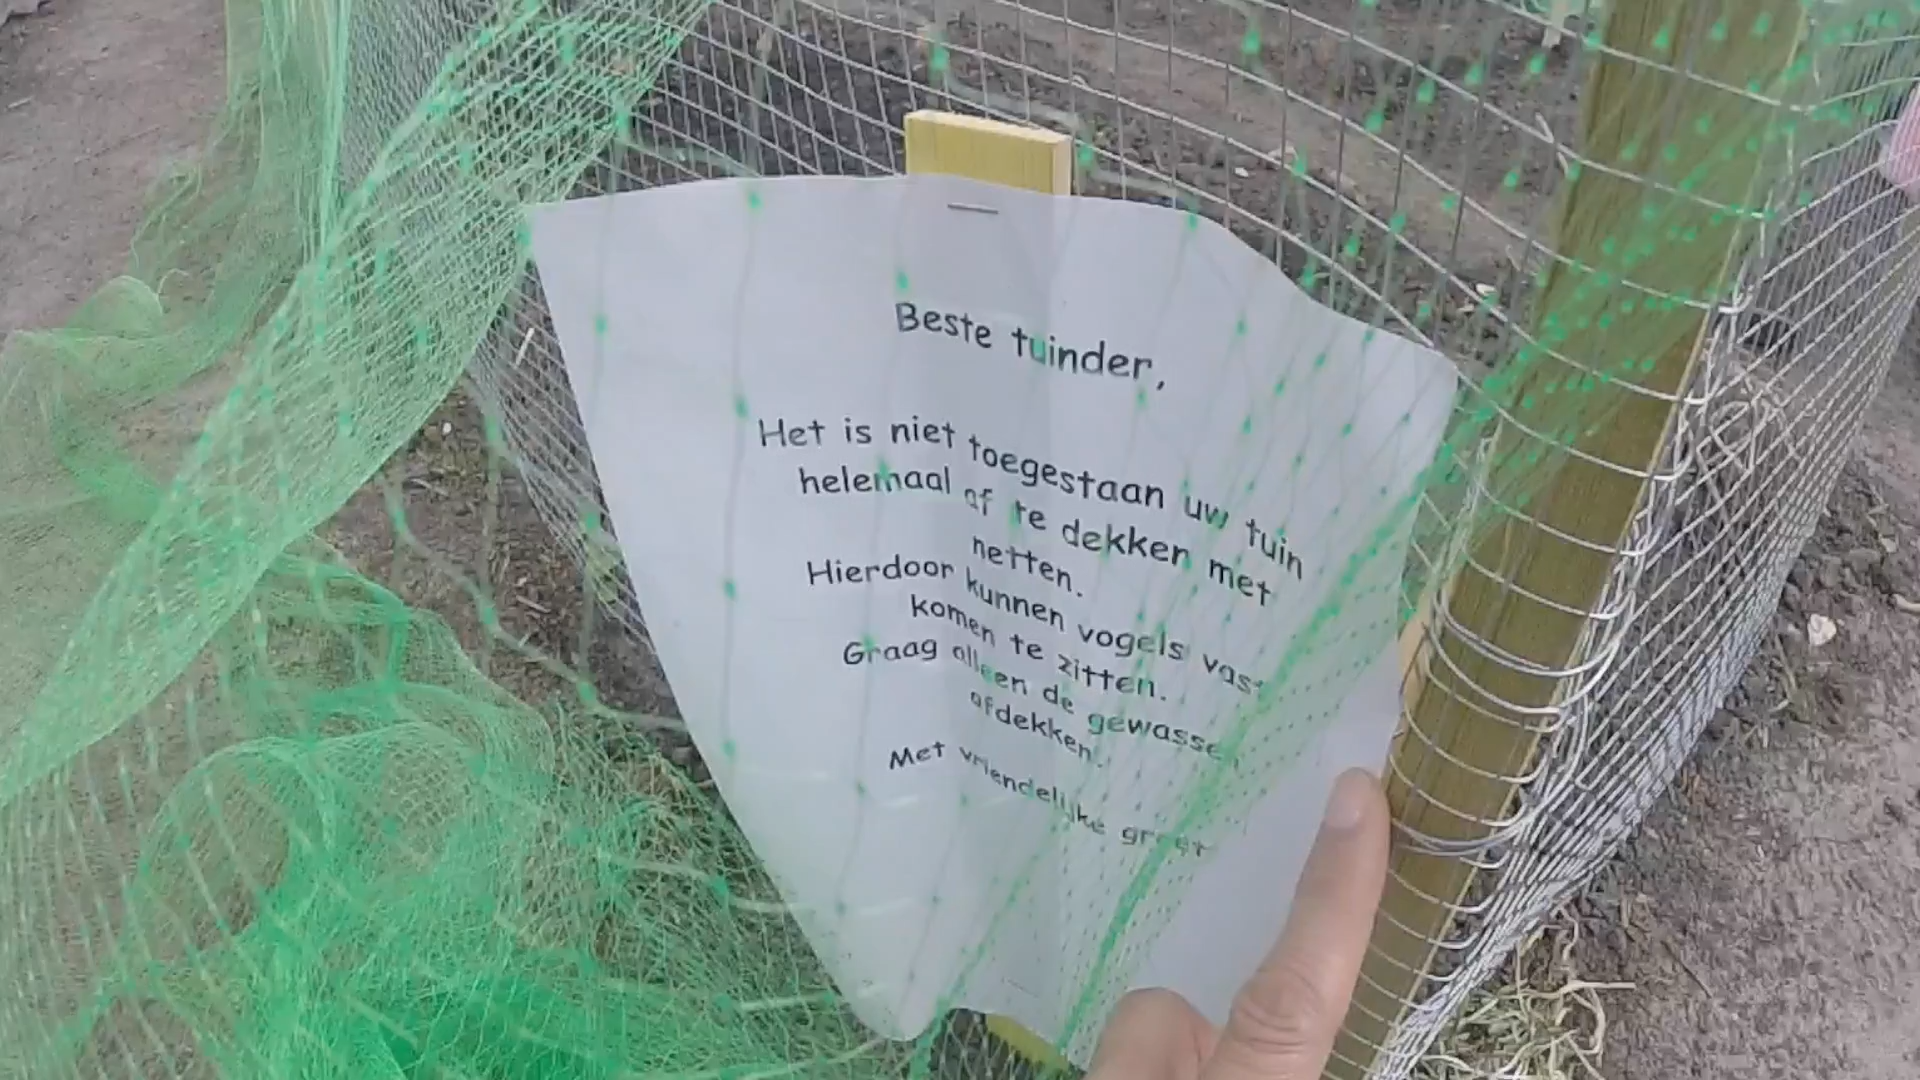 Beste tuinder,
Het is niet toegestaan uw tuin
helemaal af te dekken met
netten.
Hierdoor kunnen vogels vast
komen te zitten.
Graag alleen de gewassen
afdekken.
Met vriendelijke groet